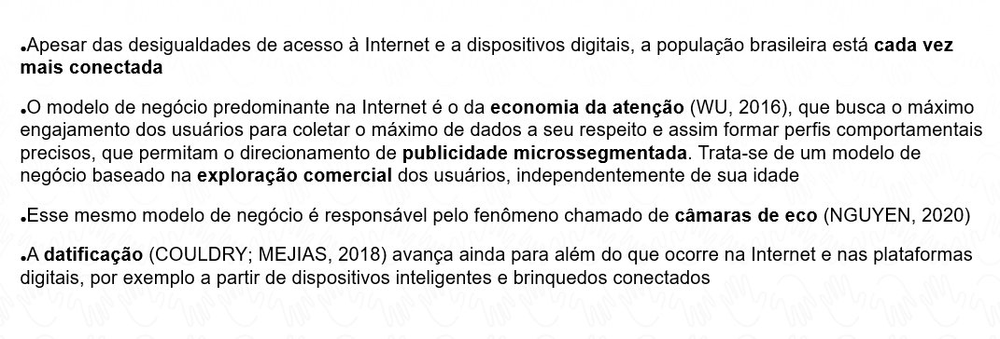 •Apesar das desigualdades de acesso à Internet e a dispositivos digitais, a população brasileira está cada vez
mais conectada
•O modelo de negócio predominante na Internet é o da economia da atenção (WU, 2016), que busca o máximo
engajamento dos usuários para coletar o máximo de dados a seu respeito e assim formar perfis comportamentais
precisos, que permitam o direcionamento de publicidade microssegmentada. Trata-se de um modelo de
negócio baseado na exploração comercial dos usuários, independentemente de sua idade
•Esse mesmo modelo de negócio é responsável pelo fenômeno chamado de câmaras de eco (NGUYEN, 2020)
•A datificação (COULDRY; MEJIAS, 2018) avança ainda para além do que ocorre na Internet e nas plataformas
digitais, por exemplo a partir de dispositivos inteligentes e brinquedos conectados